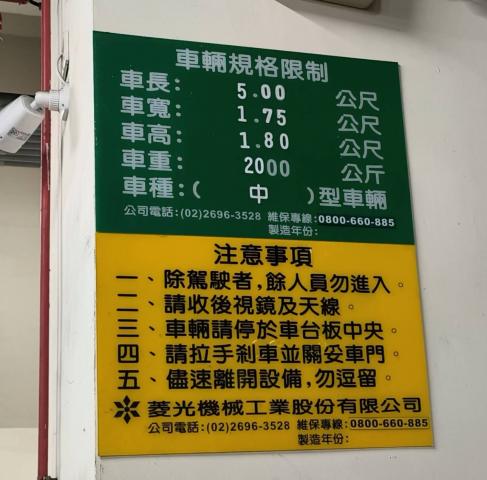 車輛規格限制
車長: 5.00 公尺
車寬: 1.75 公尺
車高: 1.80 公尺
車重: 2000 公斤
車種:( 中 )型車輛
公司電話:(02)2696-3528 維保專線:0800-660-885
製造年份:
注意事項
一、除駕駛者,餘人員勿進入。
二、請收後視鏡及天線。
三、車輛請停於車台板中央。
四、請拉手剎車並關妥車門。
五、儘速離開設備,勿逗留。
菱光機械工業股份有限公司
公司電話:(02)2696-3528 維保專線:0800-660-885
製造年份: